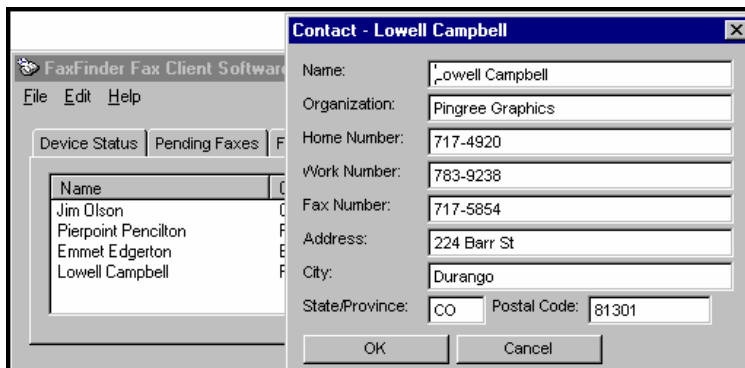 Contact - Lowell Campbell
FaxFinder Fax Client Softwar
File Edit Help
Device Status Pending Faxes F
Name
Jim Olson
Pierpoint Pencilton
Emmet Edgerton
Lowell Campbell
Name: Lowell Campbell
Organization: Pingree Graphics
Home Number: 717-4920
Work Number: 783-9238
Fax Number: 717-5854
Address: 224 Barr St
City: Durango
State/Province: CO Postal Code: 81301
OK Cancel